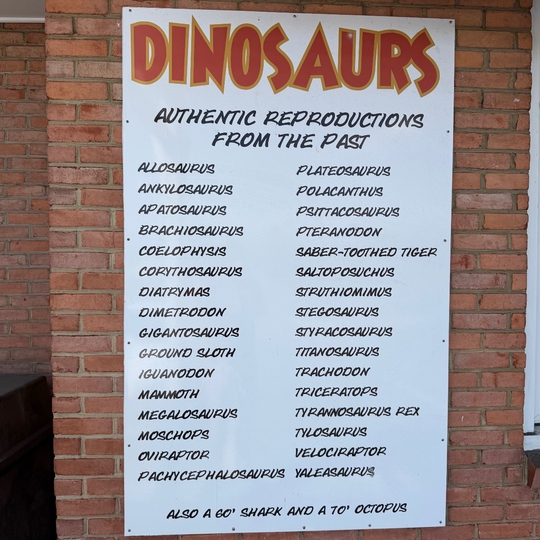 DINOSAURS
AUTHENTIC REPRODUCTIONS
FROM THE PAST
ALLOSAURUS
ANKYLOSAURUS
APATOSAURUS
BRACHIOSAURUS
COELOPHYSIS
CORYTHOSAURUS
DIATRYMAS
DIMETRODON
GIGANTOSAURUS
GROUND SLOTH
IGUANODON
MAMMOTH
MEGALOSAURUS
MOSCHOPS
OVIRAPTOR
PACHYCEPHALOSAURUS
PLATEOSAURUS
POLACANTHUS
PSITTACOSAURUS
PTERANODON
SABER-TOOTHED TIGER
SALTOPOSUCHUS
STRUTHIOMIMUS
STEGOSAURUS
STYRACOSAURUS
TITANOSAURUS
TRACHODON
TRICERATOPS
TYRANNOSAURUS REX
TYLOSAURUS
VELOCIRAPTOR
YALEASAURUS
ALSO A 60' SHARK AND A 70' OCTOPUS